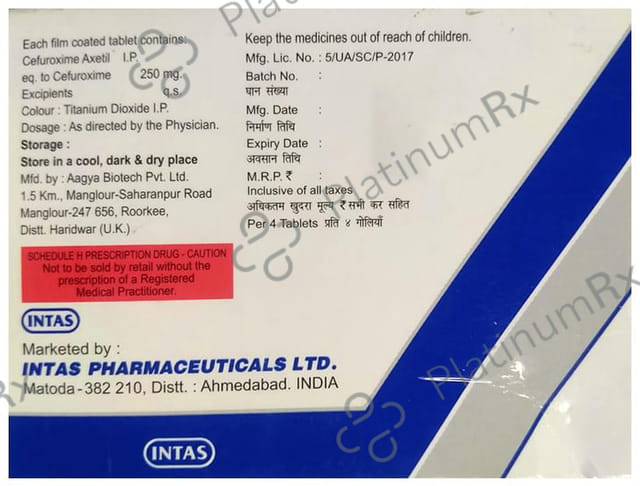 Each film coated tablet contains:
Cefuroxime Axetil I.P.
eq. to Cefuroxime 250 mg.
Excipients q.s.
Colour : Titanium Dioxide I.P.
Dosage : As directed by the Physician.
Storage :
Store in a cool, dark & dry place
Mfd. by : Aagya Biotech Pvt. Ltd.
1.5 Km., Manglour-Saharanpur Road
Manglour-247 656, Roorkee,
Distt. Haridwar (U.K.)
SCHEDULE H PRESCRIPTION DRUG - CAUTION
Not to be sold by retail without the
prescription of a Registered
Medical Practitioner.
INTAS
Marketed by :
INTAS PHARMACEUTICALS LTD.
Matoda - 382 210, Distt. : Ahmedabad. INDIA
Keep the medicines out of reach of children.
Mfg. Lic. No. : 5/UA/SC/P-2017
Batch No. :
घान संख्या
Mfg. Date :
निर्माण तिथि
Expiry Date :
अवसान तिथि
M.R.P. ₹ :
Inclusive of all taxes
अधिकतम खुदरा मूल्य ₹ सभी कर सहित
Per 4 Tablets प्रति ४ गोलियाँ
INTAS
PlatinumRx
PlatinumRx
PlatinumRx